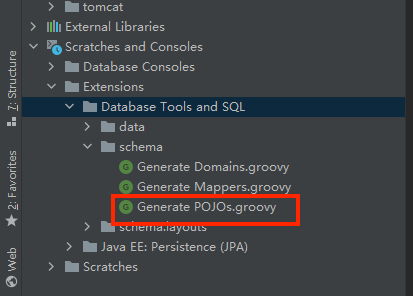 tomcat
External Libraries
Scratches and Consoles
Database Consoles
Extensions
Database Tools and SQL
data
schema
Generate Domains.groovy
Generate Mappers.groovy
Generate POJOs.groovy
schema.layouts
Java EE: Persistence (JPA)
Scratches
7: Structure
2: Favorites
Web